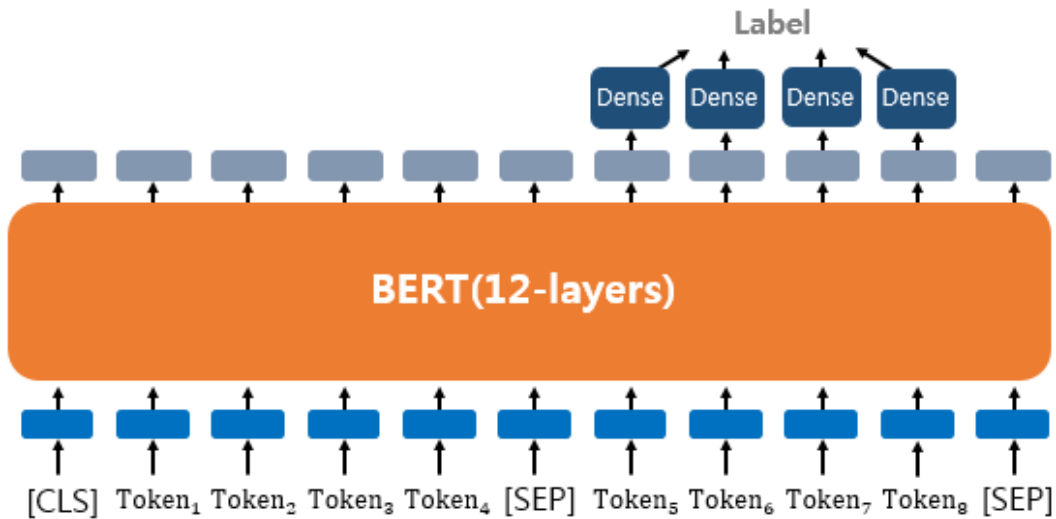 Label
Dense Dense Dense Dense
BERT(12-layers)
[CLS] Token₁ Token₂ Token₃ Token₄ [SEP] Token₅ Token₆ Token₇ Token₈ [SEP]